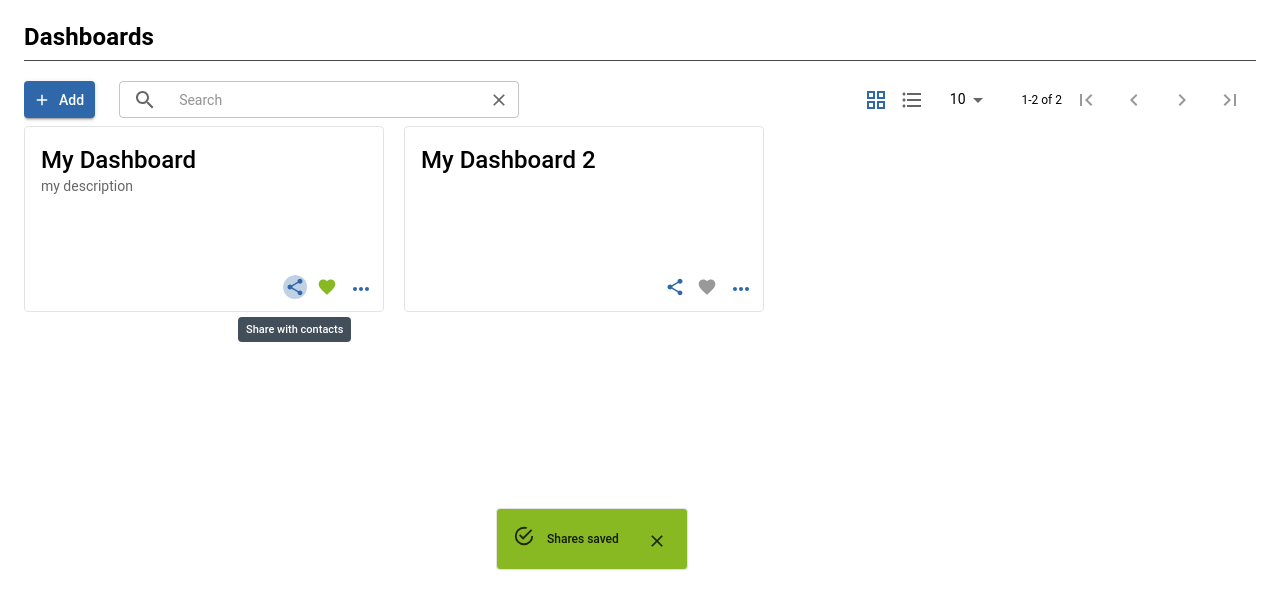 Dashboards
Add
Search
10
1-2 of 2
My Dashboard
my description
My Dashboard 2
Share with contacts
Shares saved